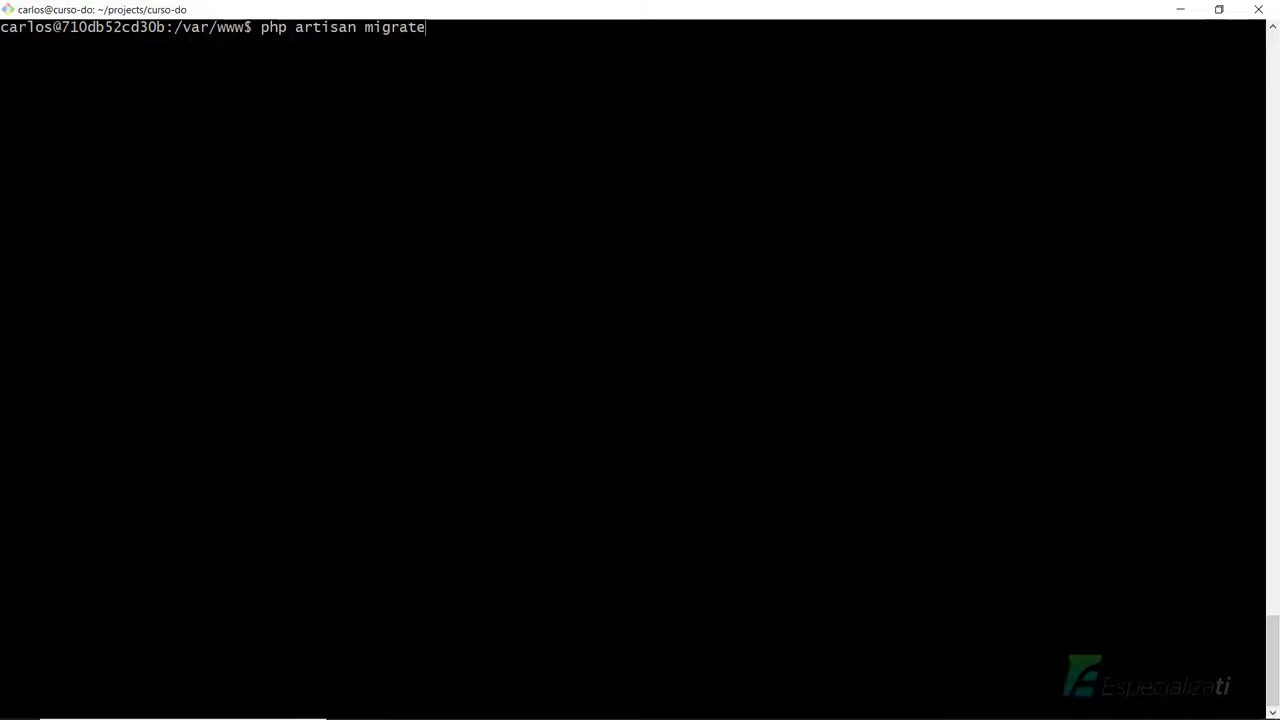 carlos@curso-do: ~/projects/curso-do
carlos@710db52cd30b:/var/www$ php artisan migrate
Especializati